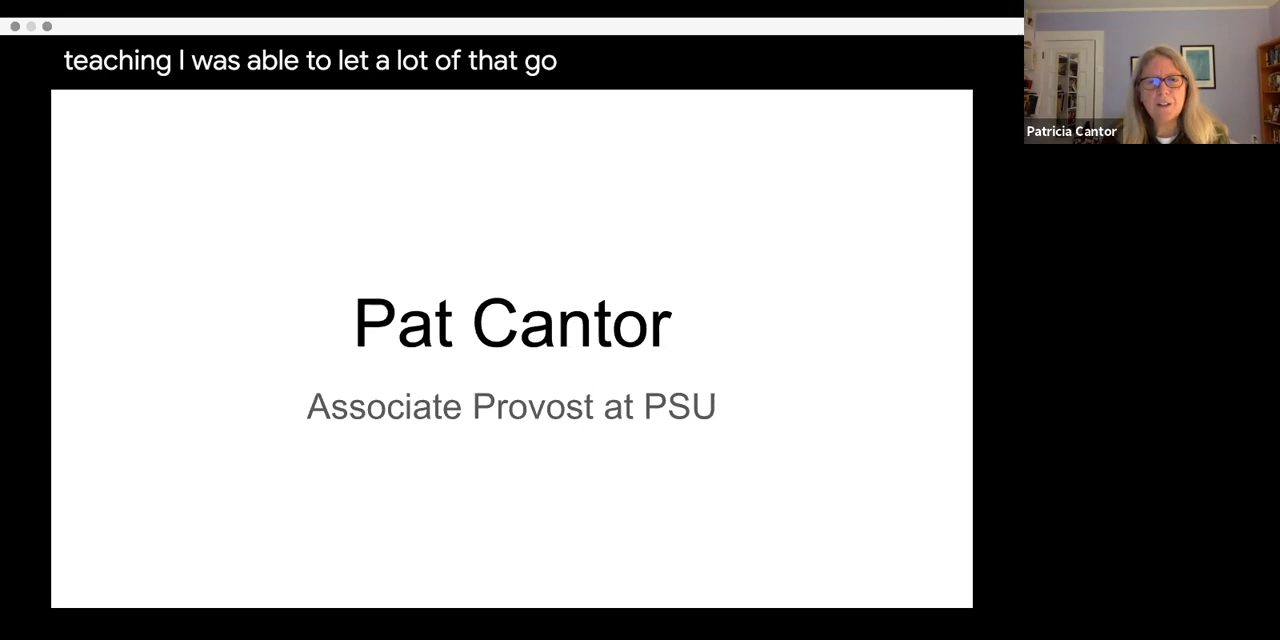 teaching I was able to let a lot of that go
Patricia Cantor
Pat Cantor
Associate Provost at PSU